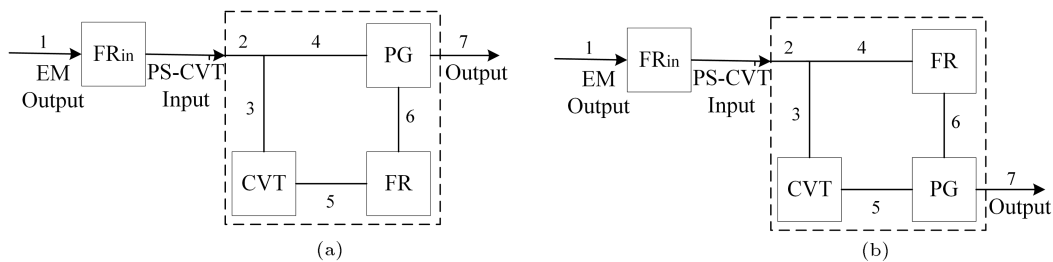 1
EM
Output
FRin
PS-CVT
Input
2
4
3
PG
7
Output
6
CVT
5
FR
(a)
1
EM
Output
FRin
PS-CVT
Input
2
4
3
FR
6
CVT
5
PG
7
Output
(b)